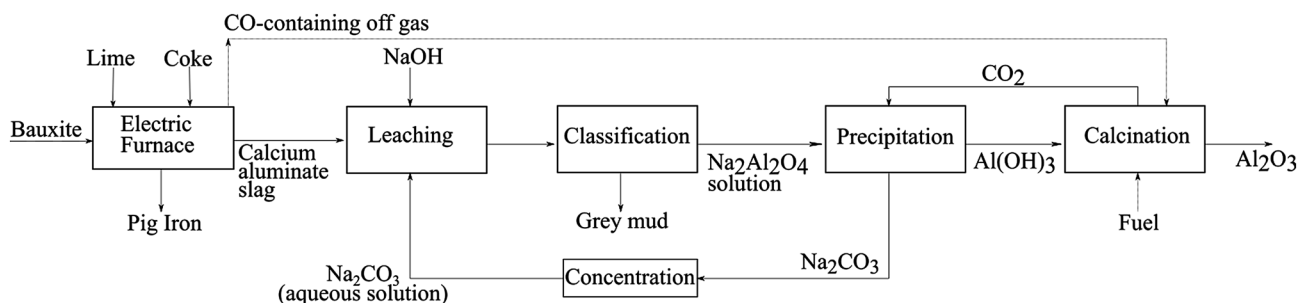 CO-containing off gas
Lime
Coke
NaOH
CO2
Bauxite
Electric
Furnace
Leaching
Classification
Precipitation
Calcination
Calcium
aluminate
slag
Na2Al2O4
solution
Al(OH)3
Al2O3
Pig Iron
Grey mud
Fuel
Na2CO3
(aqueous solution)
Concentration
Na2CO3